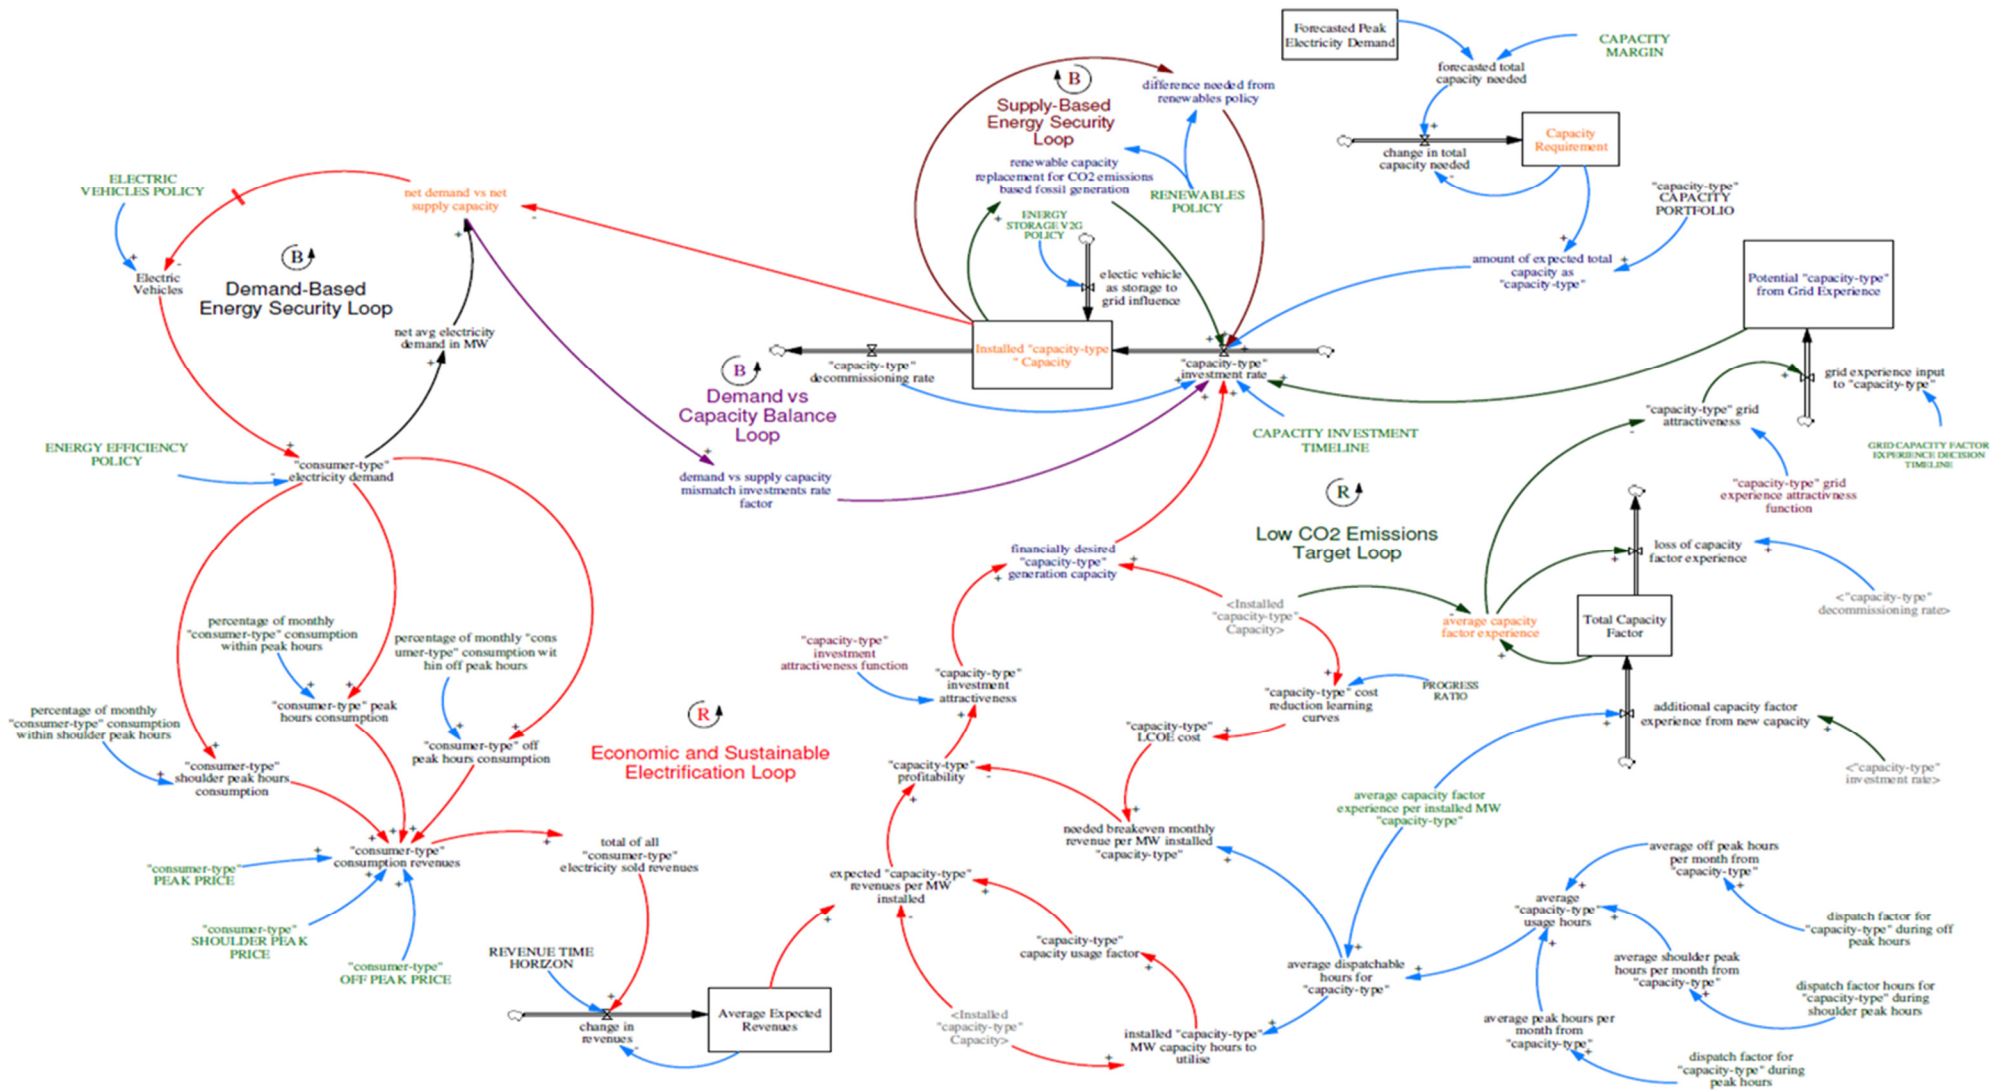 Forecasted Peak
Electricity Demand
CAPACITY
MARGIN
forecasted total
capacity needed
B
Supply-Based
Energy Security
Loop
difference needed from
renewables policy
Capacity
Requirement
change in total
capacity needed
renewable capacity
replacement for CO2 emissions
based fossil generation
RENEWABLES
POLICY
"capacity-type"
CAPACITY
PORTFOLIO
ELECTRIC
VEHICLES POLICY
net demand vs net
supply capacity
ENERGY
STORAGE V2G
POLICY
B
Demand-Based
Energy Security Loop
Electric
Vehicles
electic vehicle
as storage to
grid influence
amount of expected total
capacity as
"capacity-type"
Potential "capacity-type"
from Grid Experience
net avg electricity
demand in MW
Installed "capacity-type
" Capacity
"capacity-type"
decommissioning rate
"capacity-type"
investment rate
B
Demand vs
Capacity Balance
Loop
grid experience input
to "capacity-type"
"capacity-type" grid
attractiveness
CAPACITY INVESTMENT
TIMELINE
GRID CAPACITY FACTOR
EXPERIENCE DECISION
TIMELINE
ENERGY EFFICIENCY
POLICY
"consumer-type"
electricity demand
demand vs supply capacity
mismatch investments rate
factor
"capacity-type" grid
experience attractivness
function
R
Low CO2 Emissions
Target Loop
financially desired
"capacity-type"
generation capacity
loss of capacity
factor experience
<Installed
"capacity-type"
Capacity>
average capacity
factor experience
Total Capacity
Factor
<"capacity-type"
decommissioning rate>
percentage of monthly
"consumer-type" consumption
within peak hours
percentage of monthly "cons
umer-type" consumption wit
hin off peak hours
"capacity-type"
investment
attractiveness function
"capacity-type"
investment
attractiveness
"capacity-type" cost
reduction learning
curves
PROGRESS
RATIO
"consumer-type" peak
hours consumption
percentage of monthly
"consumer-type" consumption
within shoulder peak hours
R
Economic and Sustainable
Electrification Loop
"capacity-type"
LCOE cost
additional capacity factor
experience from new capacity
"consumer-type" off
peak hours consumption
"consumer-type"
shoulder peak hours
consumption
"capacity-type"
profitability
<"capacity-type"
investment rate>
average capacity factor
experience per installed MW
"capacity-type"
needed breakeven monthly
revenue per MW installed
"capacity-type"
"consumer-type"
consumption revenues
total of all
"consumer-type"
electricity sold revenues
"consumer-type"
PEAK PRICE
expected "capacity-type"
revenues per MW
installed
average off peak hours
per month from
"capacity-type"
average
"capacity-type"
usage hours
dispatch factor for
"capacity-type" during off
peak hours
"consumer-type"
SHOULDER PEAK
PRICE
"consumer-type"
OFF PEAK PRICE
REVENUE TIME
HORIZON
"capacity-type"
capacity usage factor
average dispatchable
hours for
"capacity-type"
average shoulder peak
hours per month from
"capacity-type"
dispatch factor hours for
"capacity-type" during
shoulder peak hours
change in
revenues
Average Expected
Revenues
<Installed
"capacity-type"
Capacity>
installed "capacity-type"
MW capacity hours to
utilise
average peak hours per
month from
"capacity-type"
dispatch factor for
"capacity-type" during
peak hours